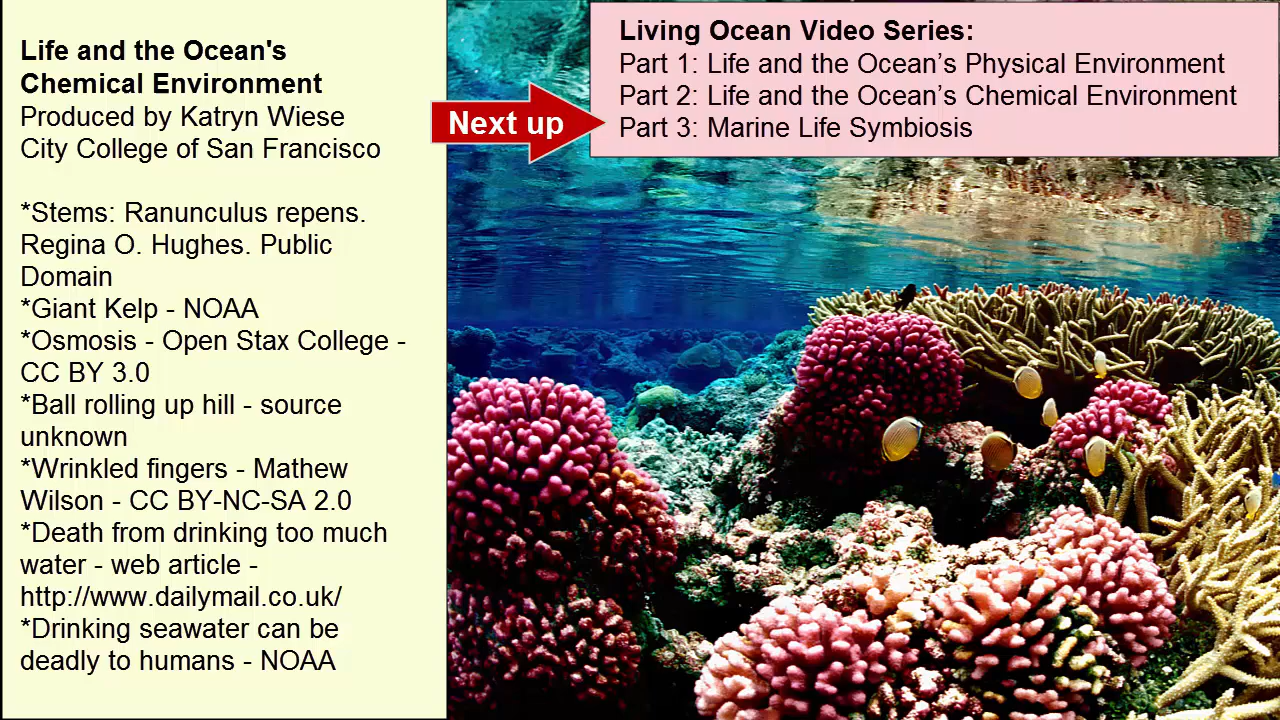 Life and the Ocean's
Chemical Environment
Produced by Katryn Wiese
City College of San Francisco
*Stems: Ranunculus repens.
Regina O. Hughes. Public
Domain
*Giant Kelp - NOAA
*Osmosis - Open Stax College -
CC BY 3.0
*Ball rolling up hill - source
unknown
*Wrinkled fingers - Mathew
Wilson - CC BY-NC-SA 2.0
*Death from drinking too much
water - web article -
http://www.dailymail.co.uk/
*Drinking seawater can be
deadly to humans - NOAA
Next up
Living Ocean Video Series:
Part 1: Life and the Ocean’s Physical Environment
Part 2: Life and the Ocean’s Chemical Environment
Part 3: Marine Life Symbiosis